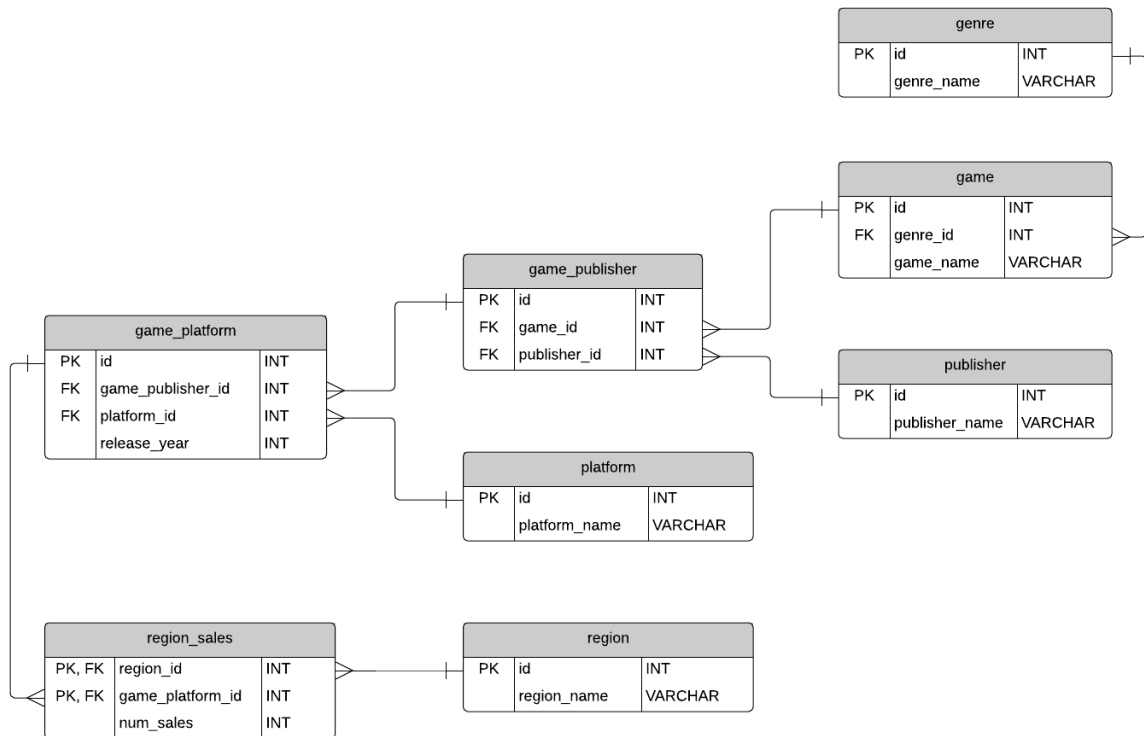 genre
PK id INT
genre_name VARCHAR
game
PK id INT
FK genre_id INT
game_name VARCHAR
game_publisher
PK id INT
FK game_id INT
FK publisher_id INT
game_platform
PK id INT
FK game_publisher_id INT
FK platform_id INT
release_year INT
publisher
PK id INT
publisher_name VARCHAR
platform
PK id INT
platform_name VARCHAR
region_sales
PK, FK region_id INT
PK, FK game_platform_id INT
num_sales INT
region
PK id INT
region_name VARCHAR